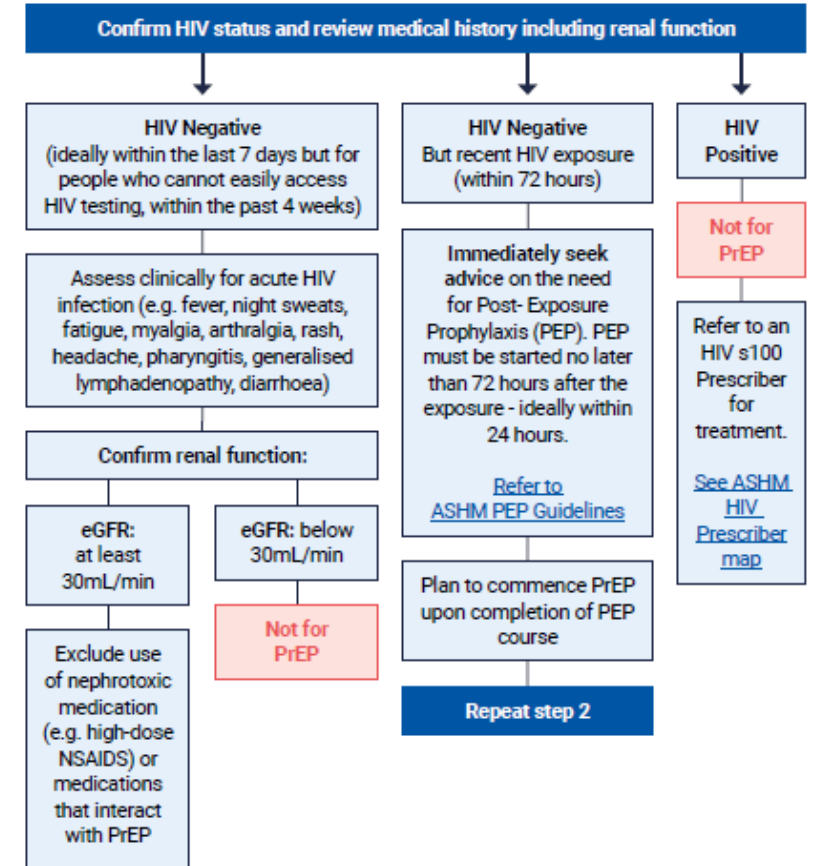 Confirm HIV status and review medical history including renal function
HIV Negative
(ideally within the last 7 days but for
people who cannot easily access
HIV testing, within the past 4 weeks)
Assess clinically for acute HIV
infection (e.g. fever, night sweats,
fatigue, myalgia, arthralgia, rash,
headache, pharyngitis, generalised
lymphadenopathy, diarrhoea)
Confirm renal function:
eGFR:
at least
30mL/min
Exclude use
of nephrotoxic
medication
(e.g. high-dose
NSAIDS) or
medications
that interact
with PrEP
eGFR: below
30mL/min
Not for
PrEP
HIV Negative
But recent HIV exposure
(within 72 hours)
Immediately seek
advice on the need
for Post- Exposure
Prophylaxis (PEP). PEP
must be started no later
than 72 hours after the
exposure - ideally within
24 hours.
Refer to
ASHM PEP Guidelines
Plan to commence PrEP
upon completion of PEP
course
Repeat step 2
HIV
Positive
Not for
PrEP
Refer to an
HIV s100
Prescriber
for
treatment.
See ASHM
HIV
Prescriber
map